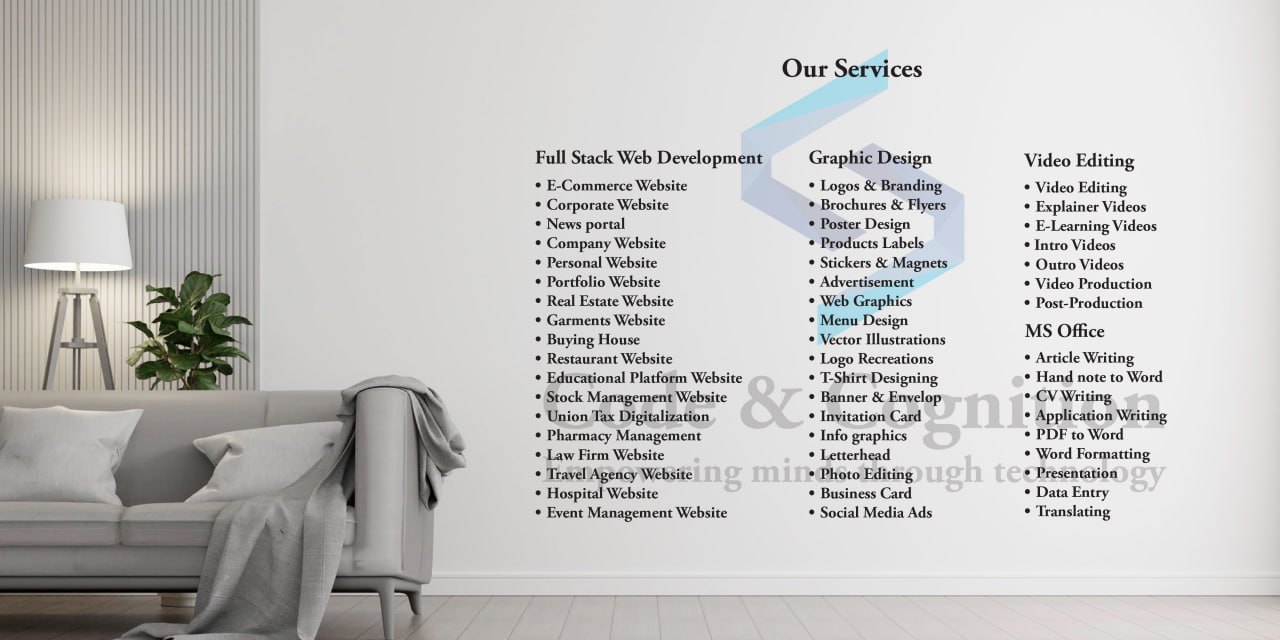 Our Services
Full Stack Web Development
• E-Commerce Website
• Corporate Website
• News portal
• Company Website
• Personal Website
• Portfolio Website
• Real Estate Website
• Garments Website
• Buying House
• Restaurant Website
• Educational Platform Website
• Stock Management Website
• Union Tax Digitalization
• Pharmacy Management
• Law Firm Website
• Travel Agency Website
• Hospital Website
• Event Management Website
Graphic Design
• Logos & Branding
• Brochures & Flyers
• Poster Design
• Products Labels
• Stickers & Magnets
• Advertisement
• Web Graphics
• Menu Design
• Vector Illustrations
• Logo Recreations
• T-Shirt Designing
• Banner & Envelop
• Invitation Card
• Info graphics
• Letterhead
• Photo Editing
• Business Card
• Social Media Ads
Video Editing
• Video Editing
• Explainer Videos
• E-Learning Videos
• Intro Videos
• Outro Videos
• Video Production
• Post-Production
MS Office
• Article Writing
• Hand note to Word
• CV Writing
• Application Writing
• PDF to Word
• Word Formatting
• Presentation
• Data Entry
• Translating
Code & Cognition
Empowering minds through technology